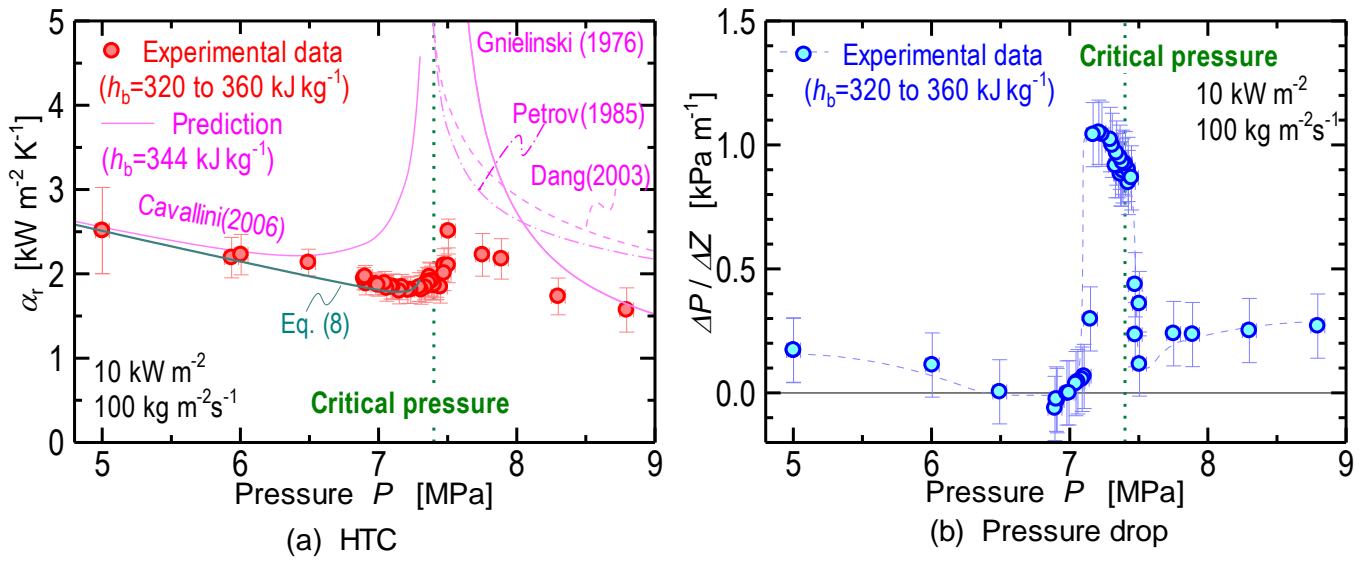 5
4
3
2
1
0
αr [kW m-2 K-1]
Experimental data
(hb=320 to 360 kJ kg-1)
Prediction
(hb=344 kJ kg-1)
Gnielinski (1976)
Petrov(1985)
Dang(2003)
Cavallini(2006)
Eq. (8)
10 kW m-2
100 kg m-2s-1
Critical pressure
5 6 7 8 9
Pressure P [MPa]
(a) HTC
1.5
1.0
0.5
0.0
ΔP / ΔZ [kPa m-1]
Experimental data
(hb=320 to 360 kJ kg-1)
Critical pressure
10 kW m-2
100 kg m-2s-1
5 6 7 8 9
Pressure P [MPa]
(b) Pressure drop